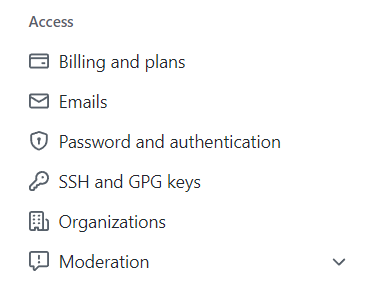 Access
Billing and plans
Emails
Password and authentication
SSH and GPG keys
Organizations
Moderation